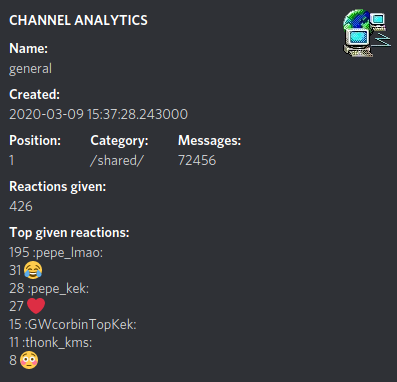 CHANNEL ANALYTICS
Name:
general
Created:
2020-03-09 15:37:28.243000
Position: Category: Messages:
1 /shared/ 72456
Reactions given:
426
Top given reactions:
195 :pepe_lmao:
31 😂
28 :pepe_kek:
27 ❤️
15 :GWcorbinTopKek:
11 :thonk_kms:
8 😳